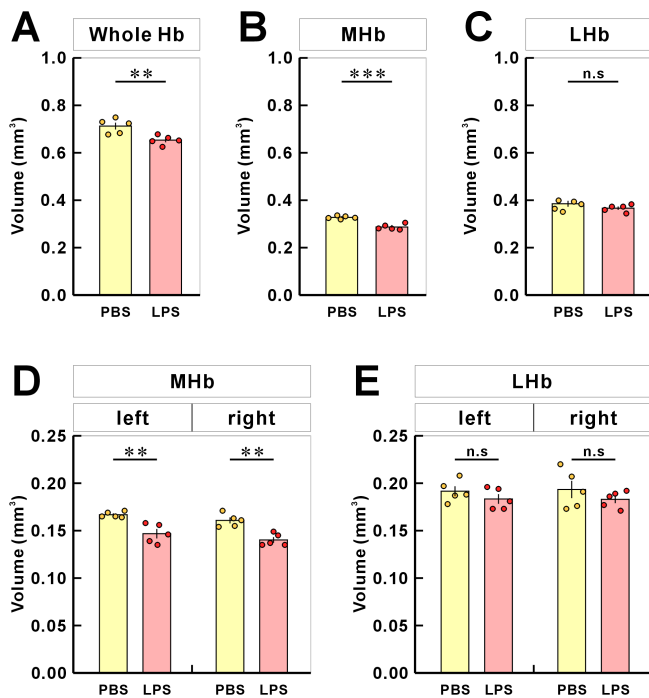 A
Whole Hb
Volume (mm³)
1.0
0.8
0.6
0.4
0.2
0.0
**
PBS LPS
B
MHb
Volume (mm³)
1.0
0.8
0.6
0.4
0.2
0.0
***
PBS LPS
C
LHb
Volume (mm³)
1.0
0.8
0.6
0.4
0.2
0.0
n.s
PBS LPS
D
MHb
left right
Volume (mm³)
0.25
0.20
0.15
0.10
0.05
0.00
** **
PBS LPS PBS LPS
E
LHb
left right
Volume (mm³)
0.25
0.20
0.15
0.10
0.05
0.00
n.s n.s
PBS LPS PBS LPS